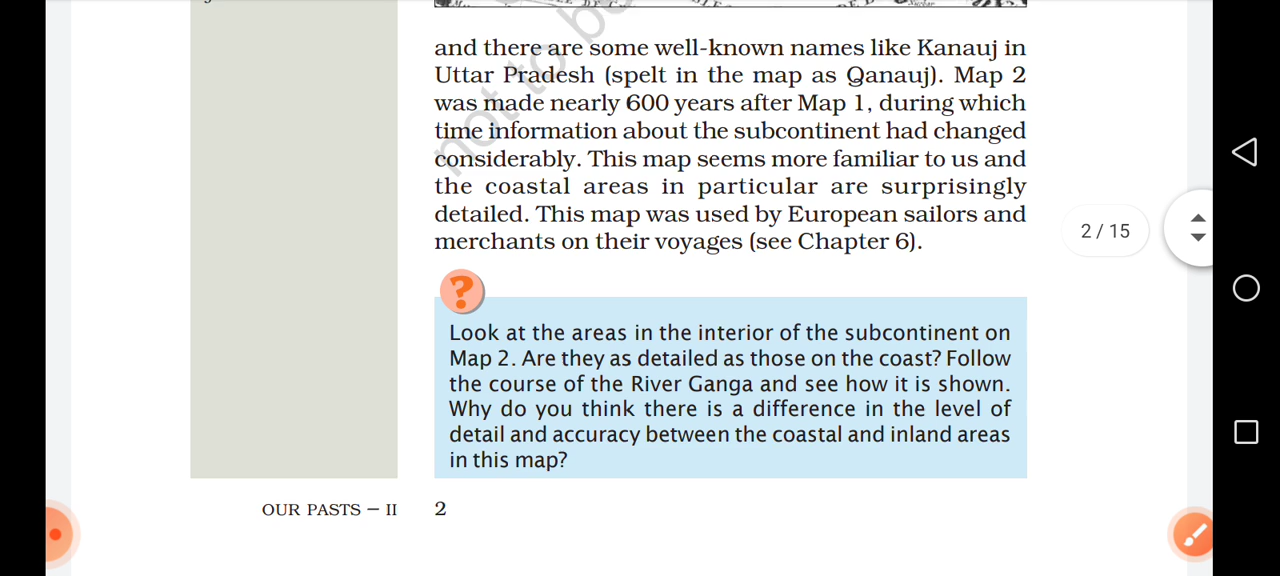 and there are some well-known names like Kanauj in
Uttar Pradesh (spelt in the map as Qanauj). Map 2
was made nearly 600 years after Map 1, during which
time information about the subcontinent had changed
considerably. This map seems more familiar to us and
the coastal areas in particular are surprisingly
detailed. This map was used by European sailors and
merchants on their voyages (see Chapter 6).
not to be
2 / 15
?
Look at the areas in the interior of the subcontinent on
Map 2. Are they as detailed as those on the coast? Follow
the course of the River Ganga and see how it is shown.
Why do you think there is a difference in the level of
detail and accuracy between the coastal and inland areas
in this map?
OUR PASTS – II 2